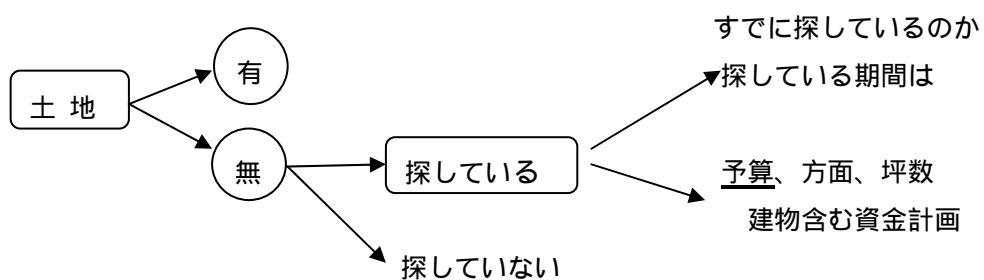 土 地
有
無
探している
探していない
すでに探しているのか
探している期間は
予算、方面、坪数
建物含む資金計画